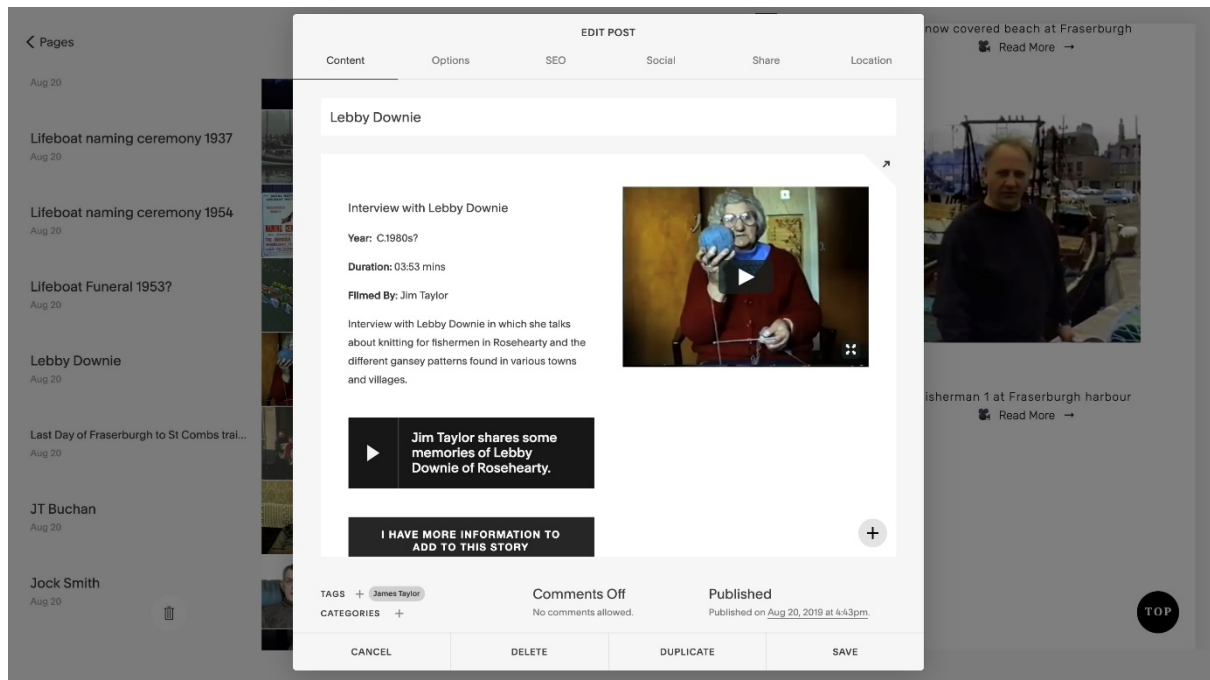 Pages
Aug 20
Lifeboat naming ceremony 1937
Aug 20
Lifeboat naming ceremony 1954
Aug 20
Lifeboat Funeral 1953?
Aug 20
Lebby Downie
Aug 20
Last Day of Fraserburgh to St Combs trai...
Aug 20
JT Buchan
Aug 20
Jock Smith
Aug 20
EDIT POST
Content Options SEO Social Share Location
Lebby Downie
Interview with Lebby Downie
Year: C.1980s?
Duration: 03:53 mins
Filmed By: Jim Taylor
Interview with Lebby Downie in which she talks
about knitting for fishermen in Rosehearty and the
different gansey patterns found in various towns
and villages.
Jim Taylor shares some
memories of Lebby
Downie of Rosehearty.
I HAVE MORE INFORMATION TO
ADD TO THIS STORY
TAGS + James Taylor
CATEGORIES +
Comments Off
No comments allowed.
Published
Published on Aug 20, 2019 at 4:43pm.
CANCEL DELETE DUPLICATE SAVE
now covered beach at Fraserburgh
Read More →
isherman 1 at Fraserburgh harbour
Read More →
TOP